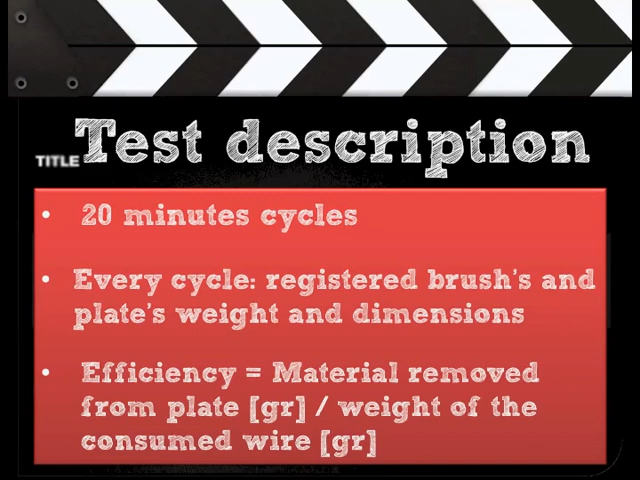 TITLE Test description
• 20 minutes cycles
• Every cycle: registered brush's and
plate's weight and dimensions
• Efficiency = Material removed
from plate [gr] / weight of the
consumed wire [gr]